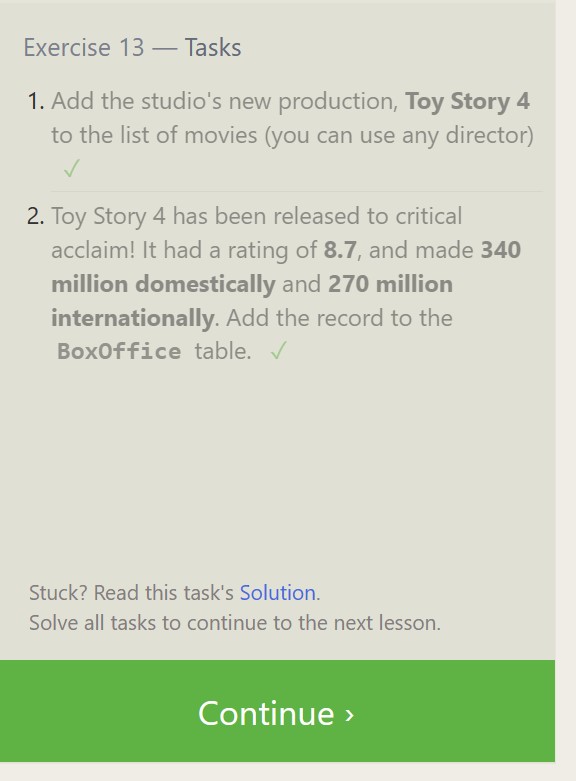 Exercise 13 — Tasks
1. Add the studio's new production, Toy Story 4
to the list of movies (you can use any director)
✓
2. Toy Story 4 has been released to critical
acclaim! It had a rating of 8.7, and made 340
million domestically and 270 million
internationally. Add the record to the
BoxOffice table. ✓
Stuck? Read this task's Solution.
Solve all tasks to continue to the next lesson.
Continue ›